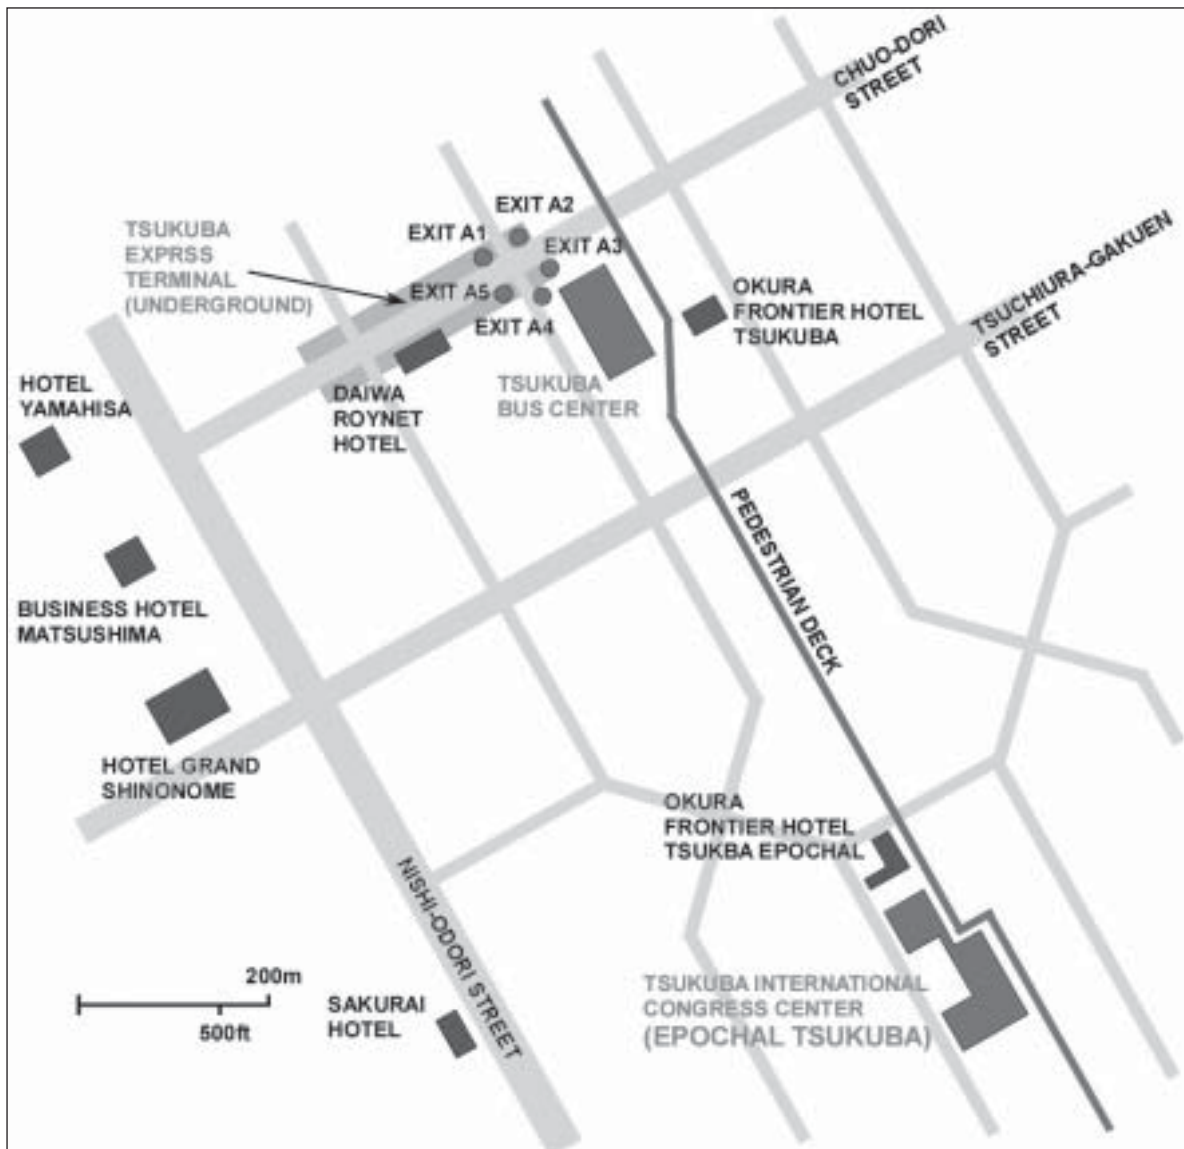 CHUO-DORI
STREET
EXIT A2
EXIT A1
EXIT A3
TSUKUBA
EXPRSS
TERMINAL
(UNDERGROUND)
EXIT A5
EXIT A4
OKURA
FRONTIER HOTEL
TSUKUBA
TSUCHIURA-GAKUEN
STREET
HOTEL
YAMAHISA
DAIWA
ROYNET
HOTEL
TSUKUBA
BUS CENTER
PEDESTRIAN DECK
BUSINESS HOTEL
MATSUSHIMA
HOTEL GRAND
SHINONOME
OKURA
FRONTIER HOTEL
TSUKBA EPOCHAL
NISHI-ODORI STREET
200m
500ft
SAKURAI
HOTEL
TSUKUBA INTERNATIONAL
CONGRESS CENTER
(EPOCHAL TSUKUBA)